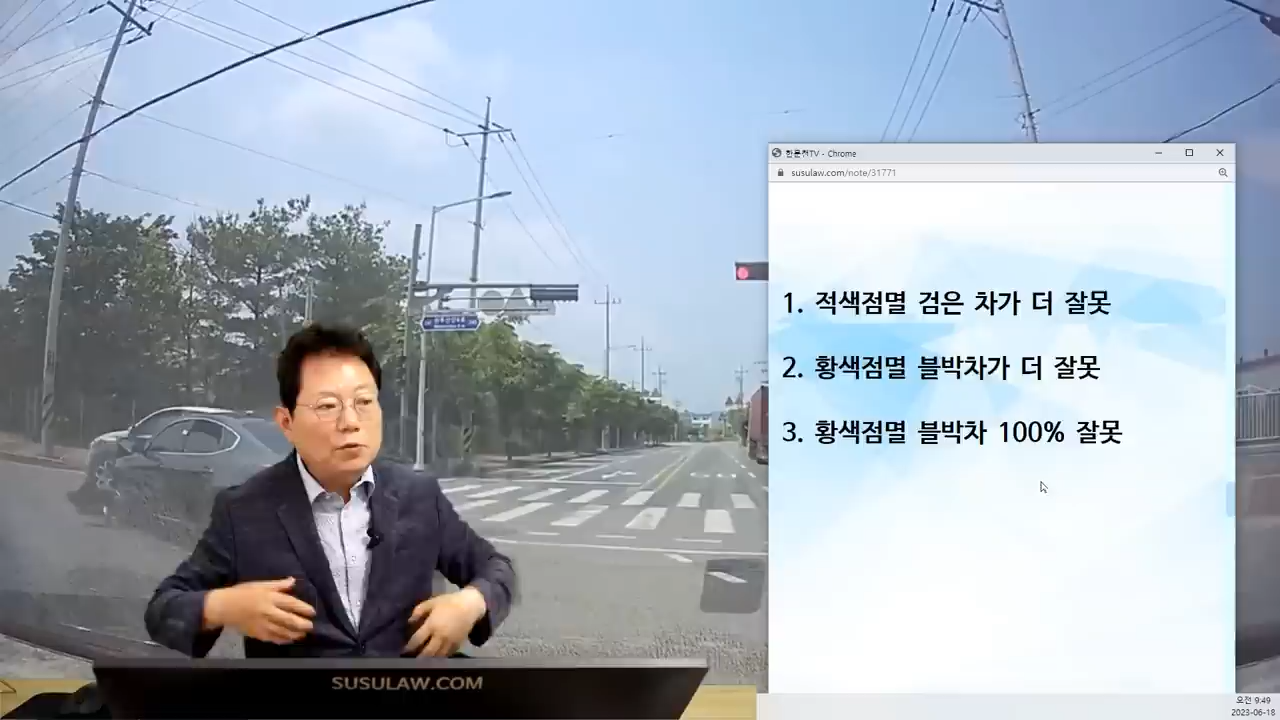 한문철TV - Chrome
susulaw.com/note/31771
1. 적색점멸 검은 차가 더 잘못
2. 황색점멸 블박차가 더 잘못
3. 황색점멸 블박차 100% 잘못
SUSULAW.COM
오전 9:49
2023-06-18